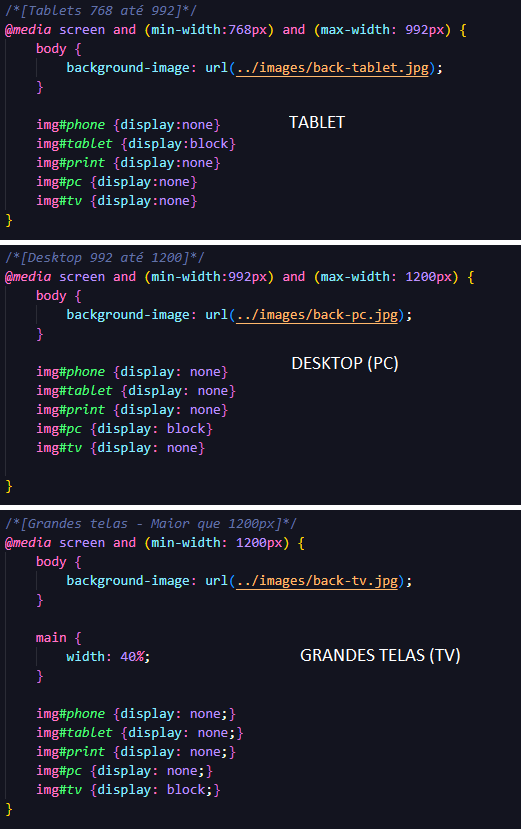 /*[Tablets 768 até 992]*/
@media screen and (min-width:768px) and (max-width: 992px) {
body {
background-image: url(../images/back-tablet.jpg);
}
img#phone {display:none}
TABLET
img#tablet {display:block}
img#print {display:none}
img#pc {display:none}
img#tv {display:none}
}
/*[Desktop 992 até 1200]*/
@media screen and (min-width:992px) and (max-width: 1200px) {
body {
background-image: url(../images/back-pc.jpg);
}
DESKTOP (PC)
img#phone {display: none}
img#tablet {display: none}
img#print {display: none}
img#pc {display: block}
img#tv {display: none}
}
/*[Grandes telas - Maior que 1200px]*/
@media screen and (min-width: 1200px) {
body {
background-image: url(../images/back-tv.jpg);
}
main {
width: 40%;
GRANDES TELAS (TV)
}
img#phone {display: none;}
img#tablet {display: none;}
img#print {display: none;}
img#pc {display: none;}
img#tv {display: block;}
}